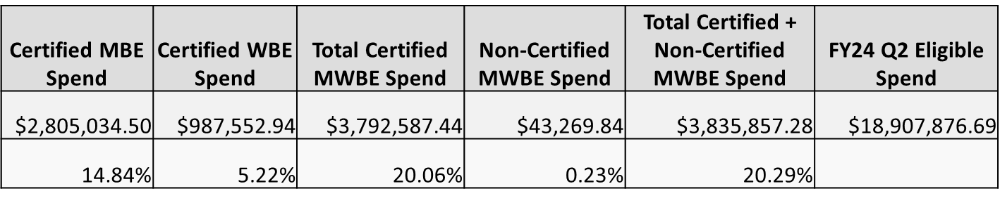 Certified MBE Spend
Certified WBE Spend
Total Certified MWBE Spend
Non-Certified MWBE Spend
Total Certified + Non-Certified MWBE Spend
FY24 Q2 Eligible Spend
$2,805,034.50 $987,552.94 $3,792,587.44 $43,269.84 $3,835,857.28 $18,907,876.69
14.84% 5.22% 20.06% 0.23% 20.29%